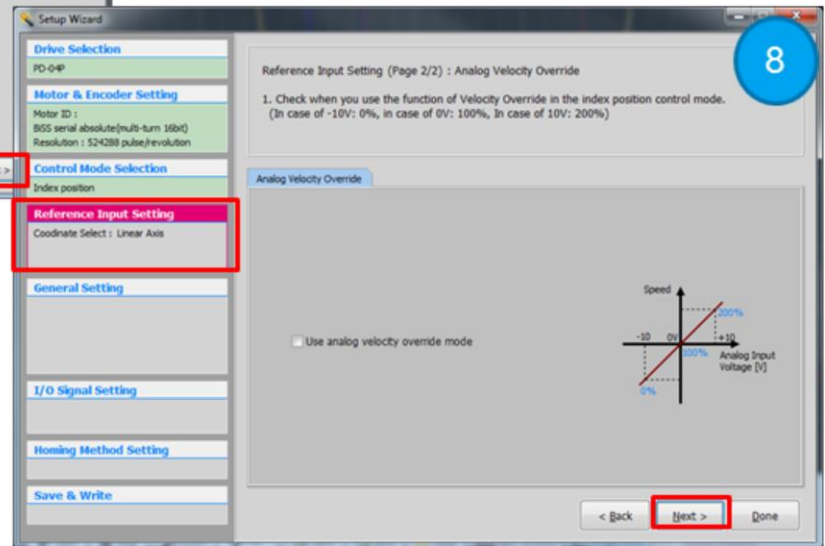 Setup Wizard
8
Drive Selection
PD-04P
Motor & Encoder Setting
Motor ID :
BiSS serial absolute(multi-turn 16bit)
Resolution : 524288 pulse/revolution
Control Mode Selection
Index position
Reference Input Setting
Coodinate Select : Linear Axis
General Setting
I/O Signal Setting
Homing Method Setting
Save & Write
>
Reference Input Setting (Page 2/2) : Analog Velocity Override
1. Check when you use the function of Velocity Override in the index position control mode.
(In case of -10V: 0%, in case of 0V: 100%, In case of 10V: 200%)
Analog Velocity Override
Use analog velocity override mode
Speed
200%
-10 0V +10
100%
Analog Input
Voltage [V]
0%
< Back Next > Done